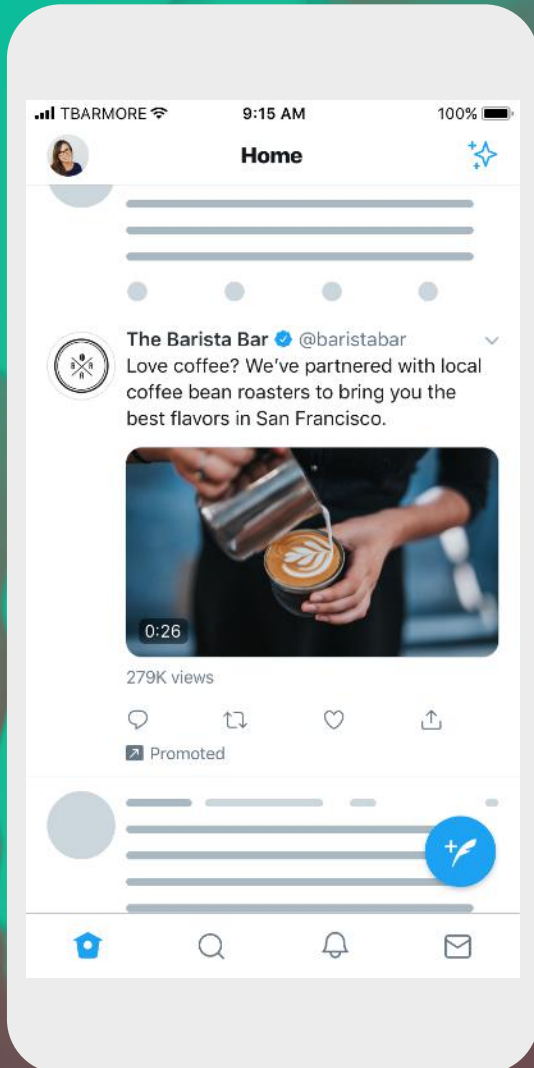 TBARMORE 9:15 AM 100%
Home
The Barista Bar @baristabar
Love coffee? We've partnered with local
coffee bean roasters to bring you the
best flavors in San Francisco.
0:26
279K views
Promoted